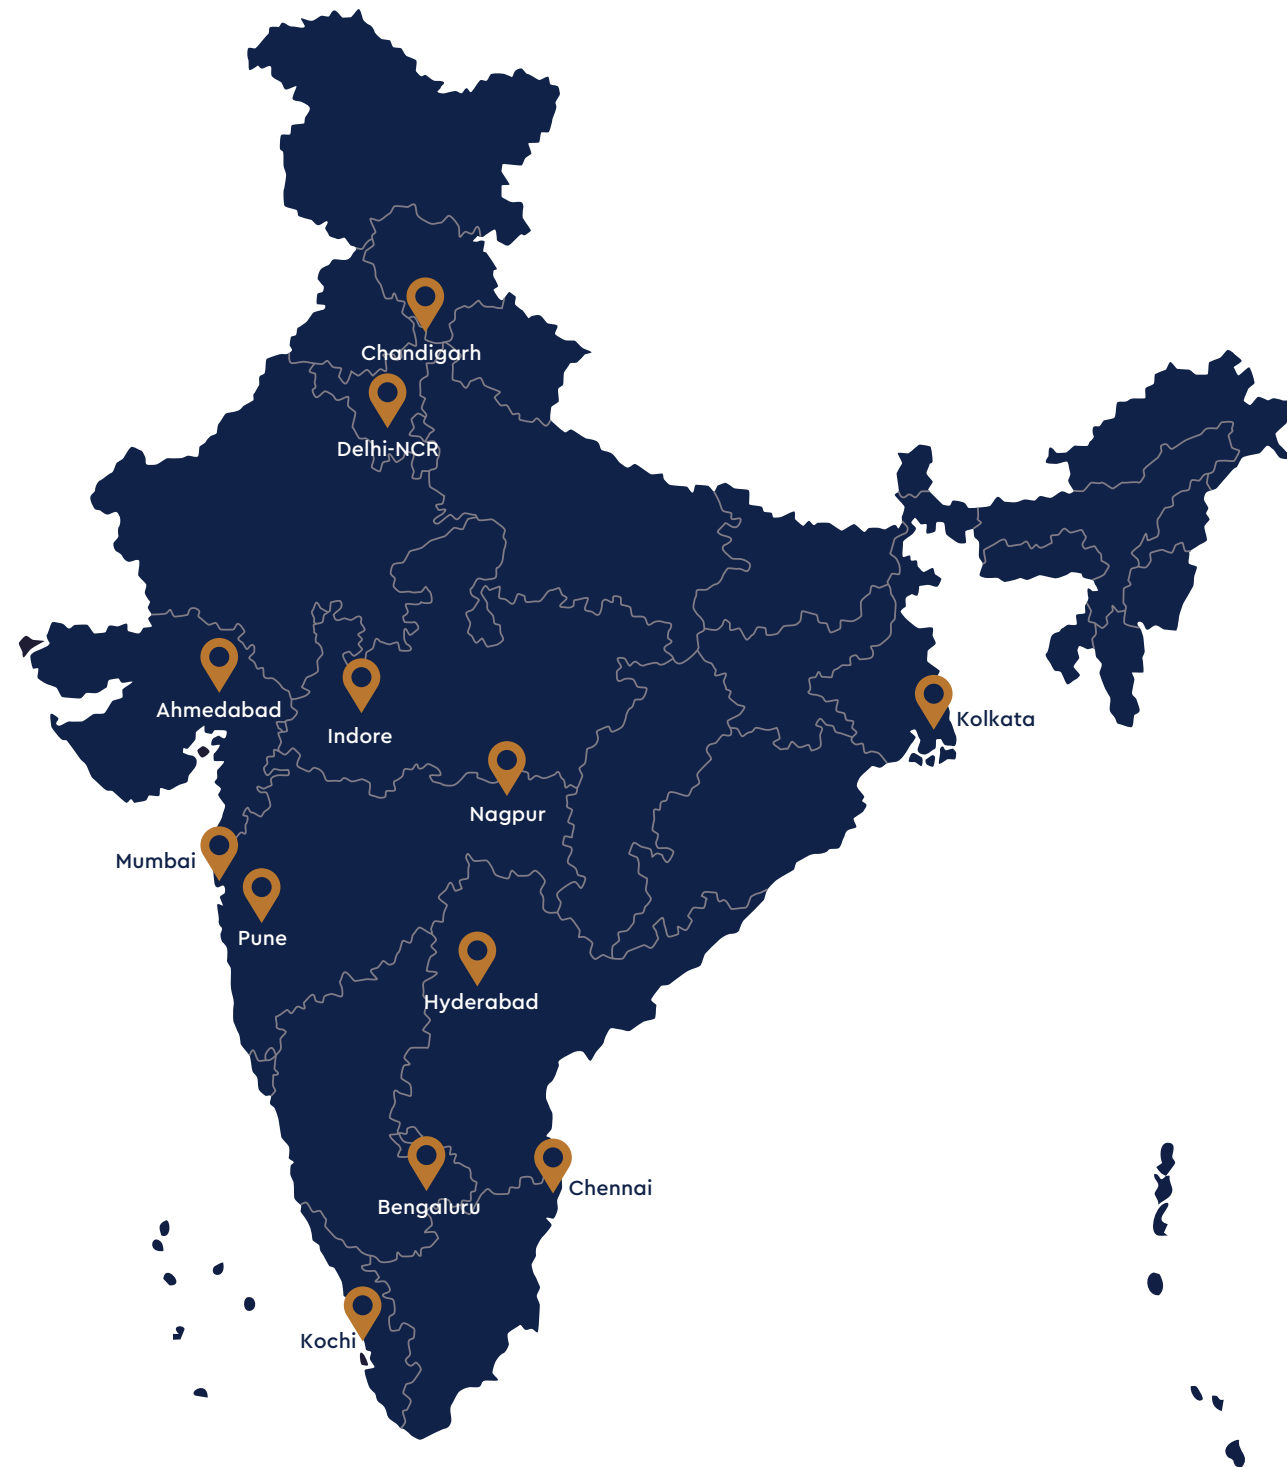 Chandigarh
Delhi-NCR
Ahmedabad
Kolkata
Indore
Nagpur
Mumbai
Pune
Hyderabad
Chennai
Bengaluru
Kochi